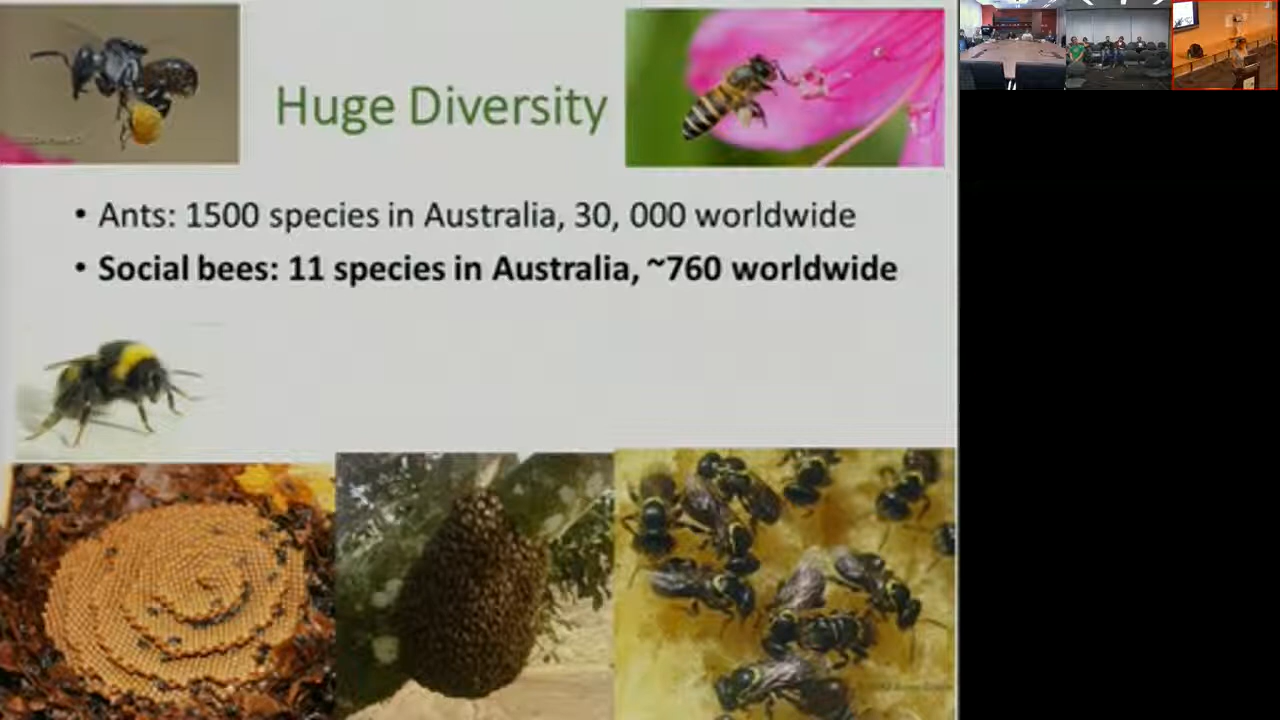 Huge Diversity
• Ants: 1500 species in Australia, 30, 000 worldwide
• Social bees: 11 species in Australia, ~760 worldwide